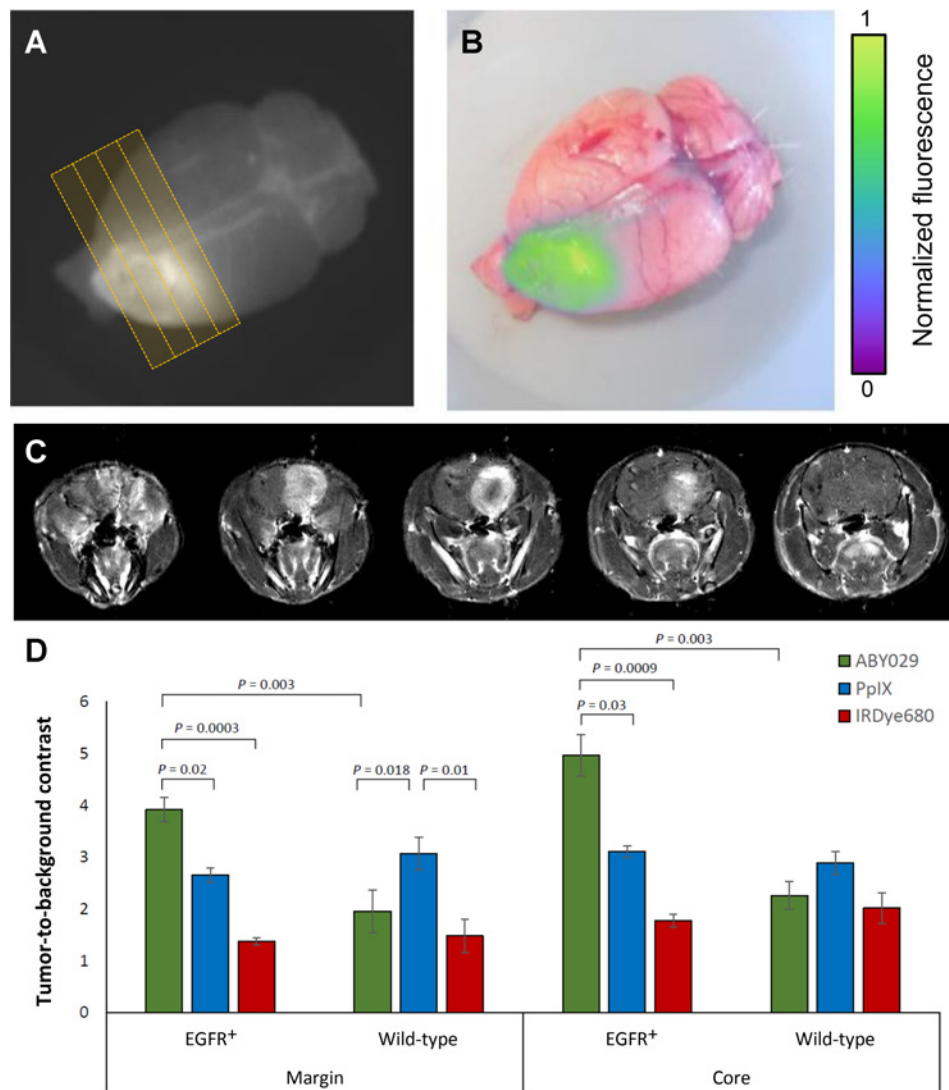 A
B
1
Normalized fluorescence
0
C
D
Tumor-to-background contrast
6
5
4
3
2
1
0
P = 0.003
P = 0.0003
P = 0.02
P = 0.018
P = 0.01
P = 0.003
P = 0.0009
P = 0.03
ABY029
PpIX
IRDye680
EGFR⁺
Wild-type
EGFR⁺
Wild-type
Margin
Core